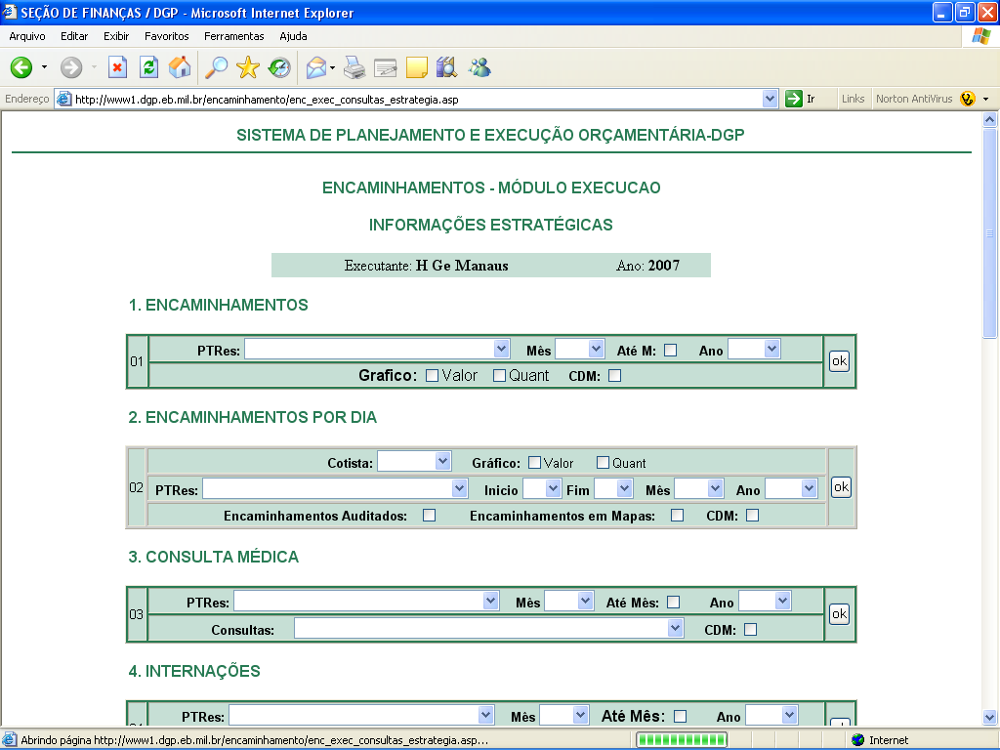 SEÇÃO DE FINANÇAS / DGP - Microsoft Internet Explorer
Arquivo Editar Exibir Favoritos Ferramentas Ajuda
Endereço http://www1.dgp.eb.mil.br/encaminhamento/enc_exec_consultas_estrategia.asp Ir Links Norton AntiVirus
SISTEMA DE PLANEJAMENTO E EXECUÇÃO ORÇAMENTÁRIA-DGP
ENCAMINHAMENTOS - MÓDULO EXECUCAO
INFORMAÇÕES ESTRATÉGICAS
Executante: H Ge Manaus Ano: 2007
1. ENCAMINHAMENTOS
01 PTRes: Mês Até M: Ano ok
Grafico: Valor Quant CDM:
2. ENCAMINHAMENTOS POR DIA
Cotista: Gráfico: Valor Quant
02 PTRes: Inicio Fim Mês Ano ok
Encaminhamentos Auditados: Encaminhamentos em Mapas: CDM:
3. CONSULTA MÉDICA
03 PTRes: Mês Até Mês: Ano ok
Consultas: CDM:
4. INTERNAÇÕES
PTRes: Mês Até Mês: Ano
Abrindo página http://www1.dgp.eb.mil.br/encaminhamento/enc_exec_consultas_estrategia.asp... Internet